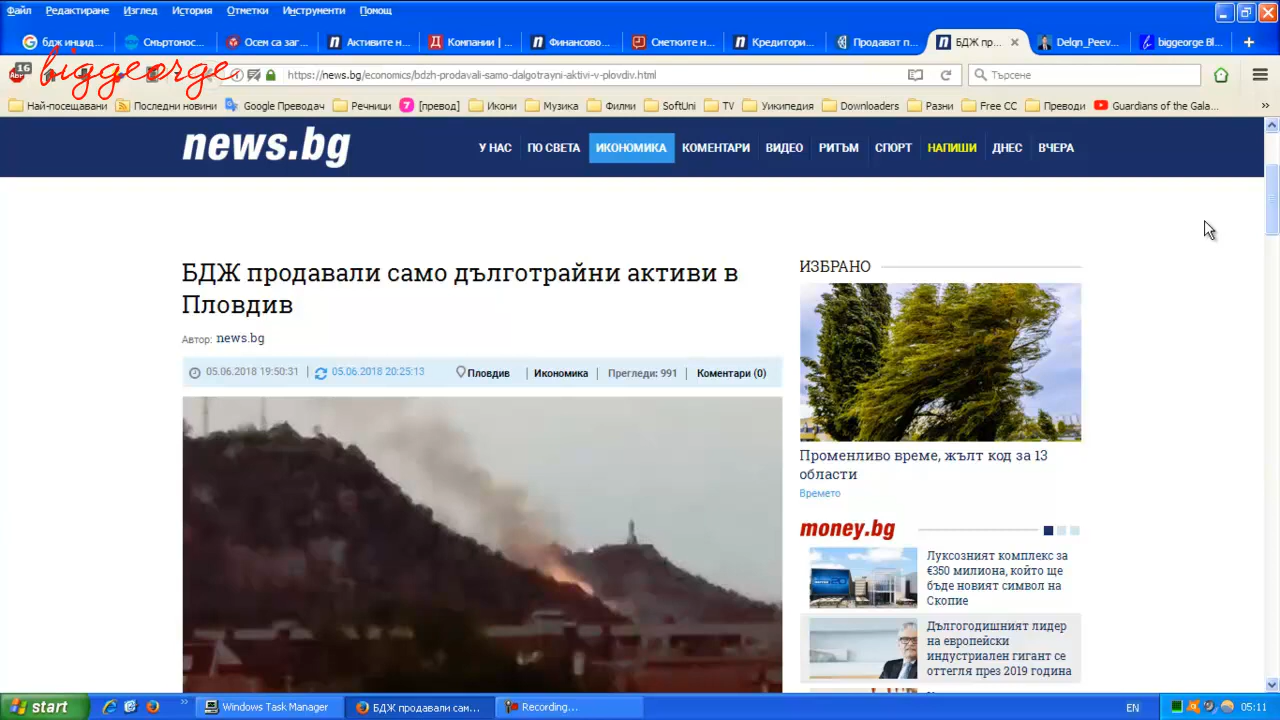 Файл Редактиране Изглед История Отметки Инструменти Помощ
бдж инцид... Смъртонос... Осем са заг... Активите н... Компании | ... Финансово... Сметките н... Кредитори... Продават п... БДЖ пр... Delqn_Peev... biggeorge Bl...
biggeorge
16
ABP
https://news.bg/economics/bdzh-prodavali-samo-dalgotrayni-aktivi-v-plovdiv.html
Търсене
Най-посещавани Последни новини Google Преводач Речници [превод] Икони Музика Филми SoftUni TV Уикипедия Downloaders Разни Free CC Преводи Guardians of the Gala...
news.bg
У НАС ПО СВЕТА ИКОНОМИКА КОМЕНТАРИ ВИДЕО РИТЪМ СПОРТ НАПИШИ ДНЕС ВЧЕРА
БДЖ продавали само дълготрайни активи в
Пловдив
Автор: news.bg
05.06.2018 19:50:31 | 05.06.2018 20:25:13 Пловдив | Икономика | Прегледи: 991 | Коментари (0)
ИЗБРАНО
Променливо време, жълт код за 13
области
Времето
money.bg
Луксозният комплекс за
€350 милиона, който ще
бъде новият символ на
Скопие
Дългогодишният лидер
на европейски
индустриален гигант се
оттегля през 2019 година
start Windows Task Manager БДЖ продавали сам... Recording... EN 05:11